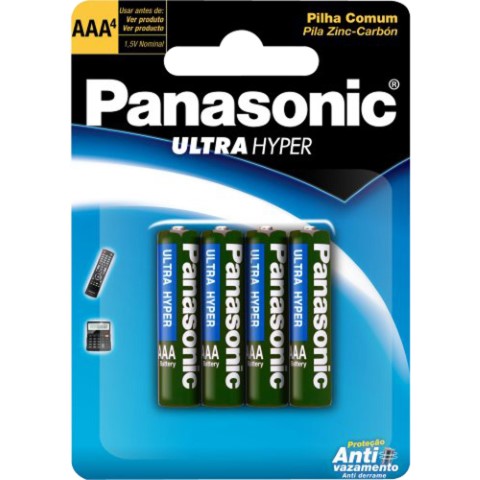 AAA4
Usar antes de:
Ver produto
Ver producto
1,5V Nominal
Pilha Comum
Pila Zinc-Carbón
Panasonic®
ULTRA HYPER
Panasonic
ULTRA HYPER
AAA
Battery
Panasonic
ULTRA HYPER
AAA
Battery
Panasonic
ULTRA HYPER
AAA
Battery
Panasonic
ULTRA HYPER
AAA
Battery
Proteção
Anti
vazamento
Anti derrame